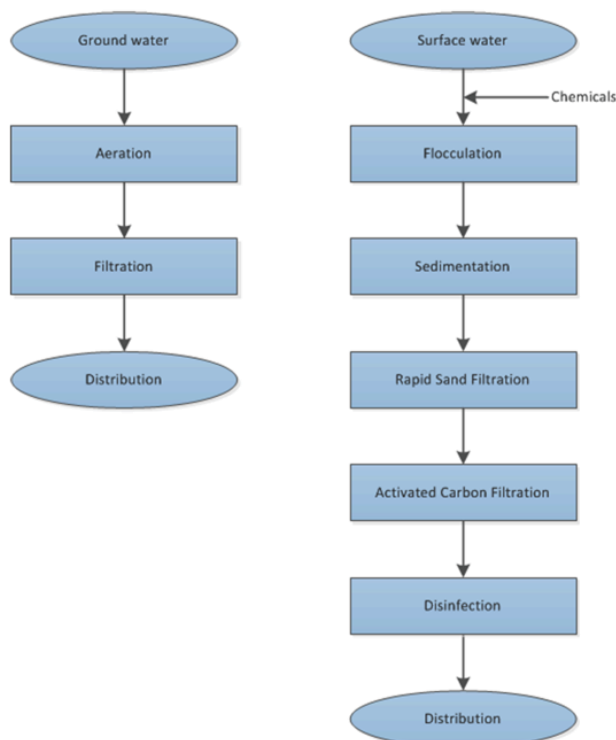 Ground water
Aeration
Filtration
Distribution
Surface water
Chemicals
Flocculation
Sedimentation
Rapid Sand Filtration
Activated Carbon Filtration
Disinfection
Distribution